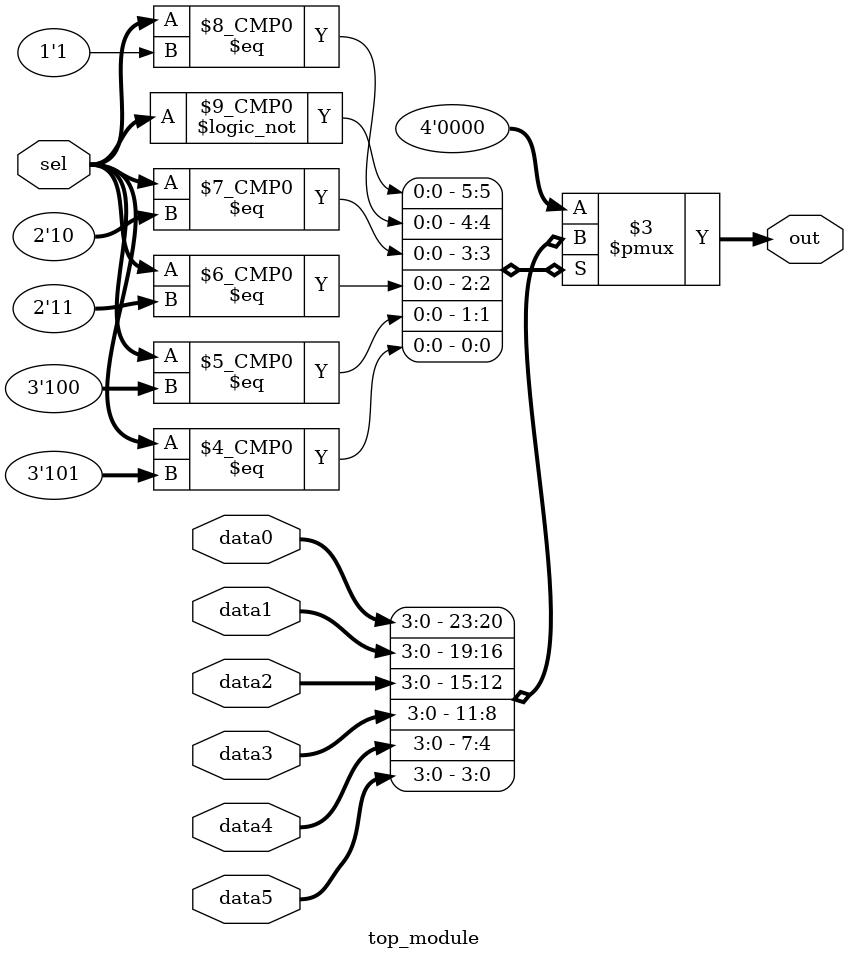 A $8_CMP0 Y
B $eq
1'1
A $9_CMP0 Y
$logic_not
sel
A $7_CMP0 Y
B $eq
2'10
A $6_CMP0 Y
B $eq
2'11
A $5_CMP0 Y
B $eq
3'100
A $4_CMP0 Y
B $eq
3'101
4'0000
0:0 - 5:5
0:0 - 4:4
0:0 - 3:3
0:0 - 2:2
0:0 - 1:1
0:0 - 0:0
A
B $3 Y
S $pmux
out
data0
data1
data2
data3
data4
data5
3:0 - 23:20
3:0 - 19:16
3:0 - 15:12
3:0 - 11:8
3:0 - 7:4
3:0 - 3:0
top_module